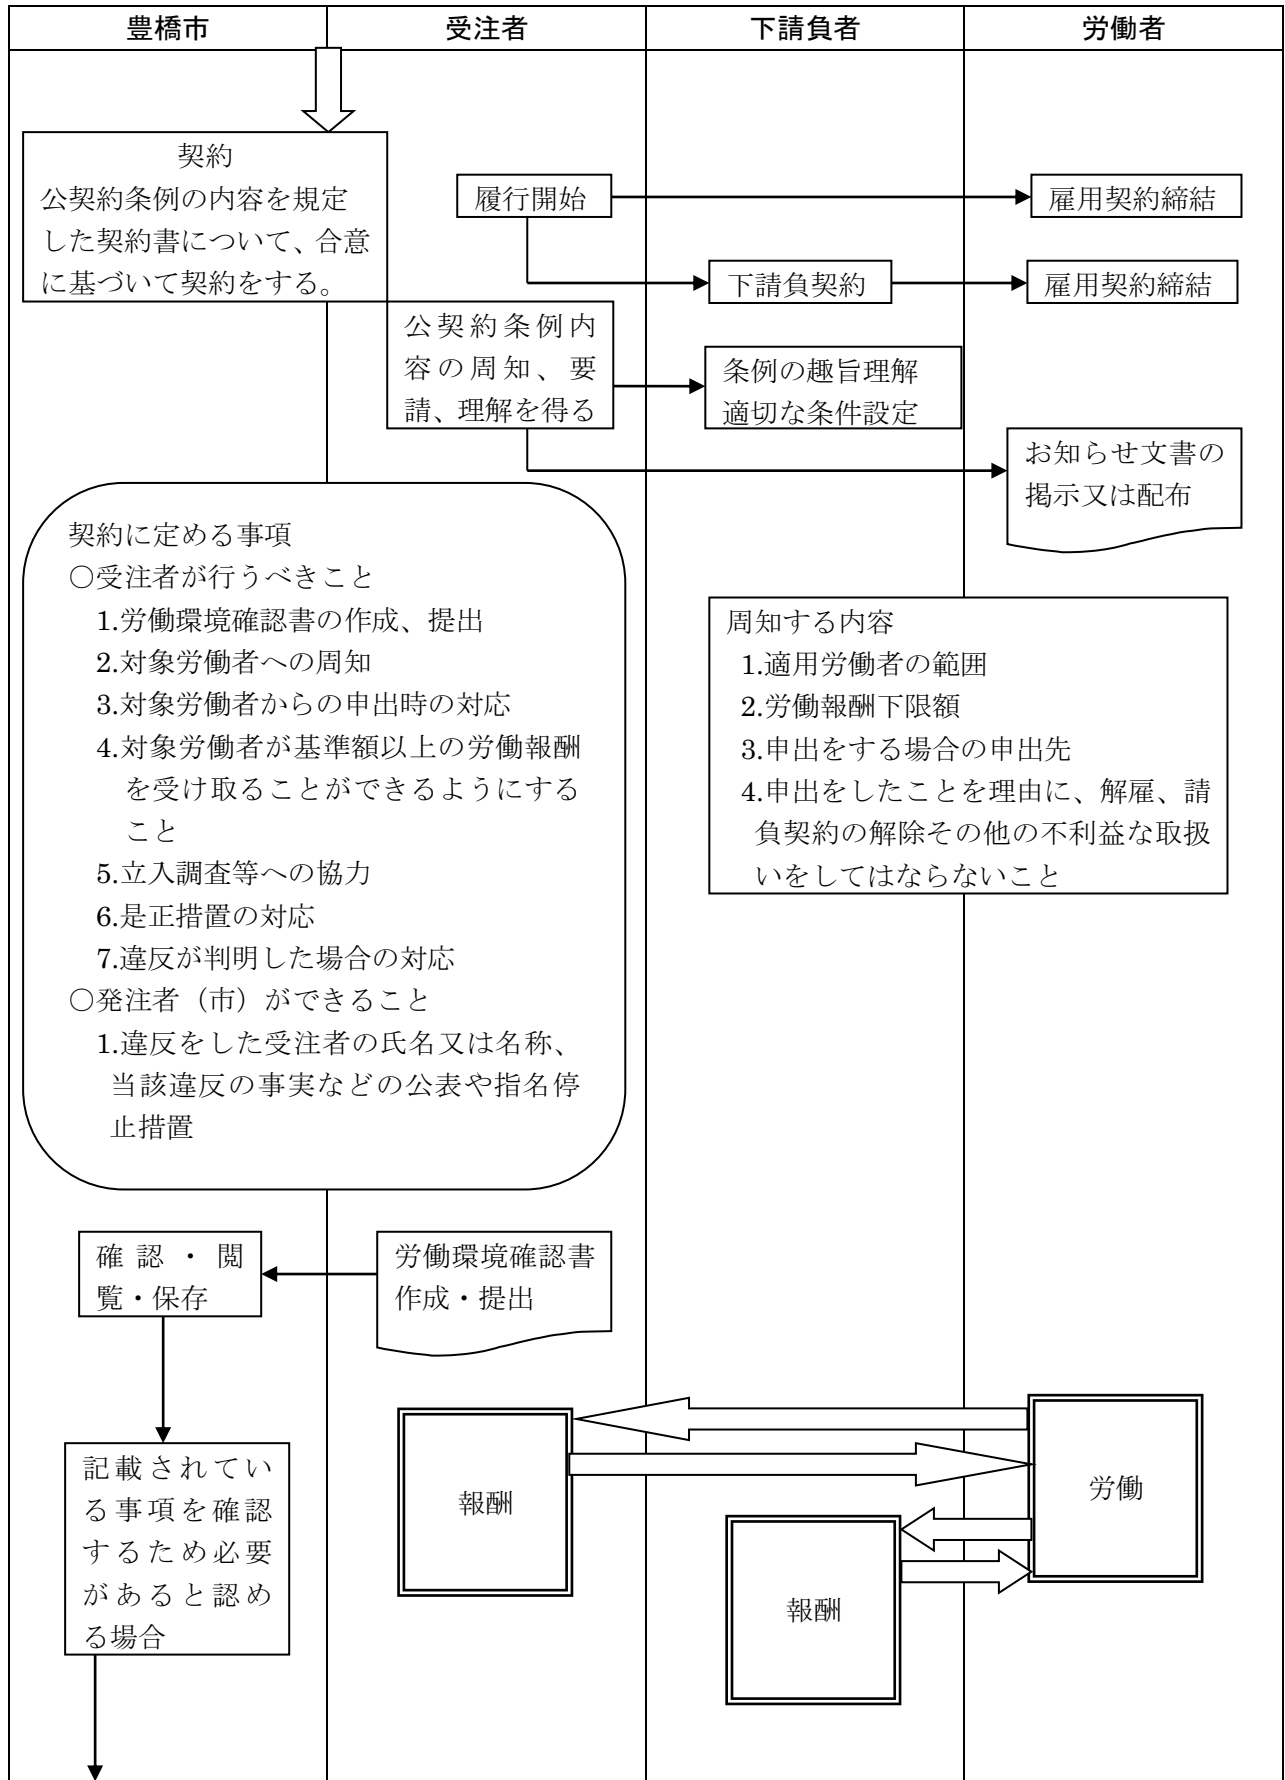 豊橋市
受注者
下請負者
労働者
契約
公契約条例の内容を規定
した契約書について、合意
に基づいて契約をする。
履行開始
雇用契約締結
下請負契約
雇用契約締結
公契約条例内
容の周知、要
請、理解を得る
条例の趣旨理解
適切な条件設定
お知らせ文書の
掲示又は配布
契約に定める事項
○受注者が行うべきこと
1.労働環境確認書の作成、提出
2.対象労働者への周知
3.対象労働者からの申出時の対応
4.対象労働者が基準額以上の労働報酬
を受け取ることができるようにする
こと
5.立入調査等への協力
6.是正措置の対応
7.違反が判明した場合の対応
○発注者（市）ができること
1.違反をした受注者の氏名又は名称、
当該違反の事実などの公表や指名停
止措置
周知する内容
1.適用労働者の範囲
2.労働報酬下限額
3.申出をする場合の申出先
4.申出をしたことを理由に、解雇、請
負契約の解除その他の不利益な取扱
いをしてはならないこと
確認・閲
覧・保存
労働環境確認書
作成・提出
記載されてい
る事項を確認
するため必要
があると認め
る場合
報酬
労働
報酬